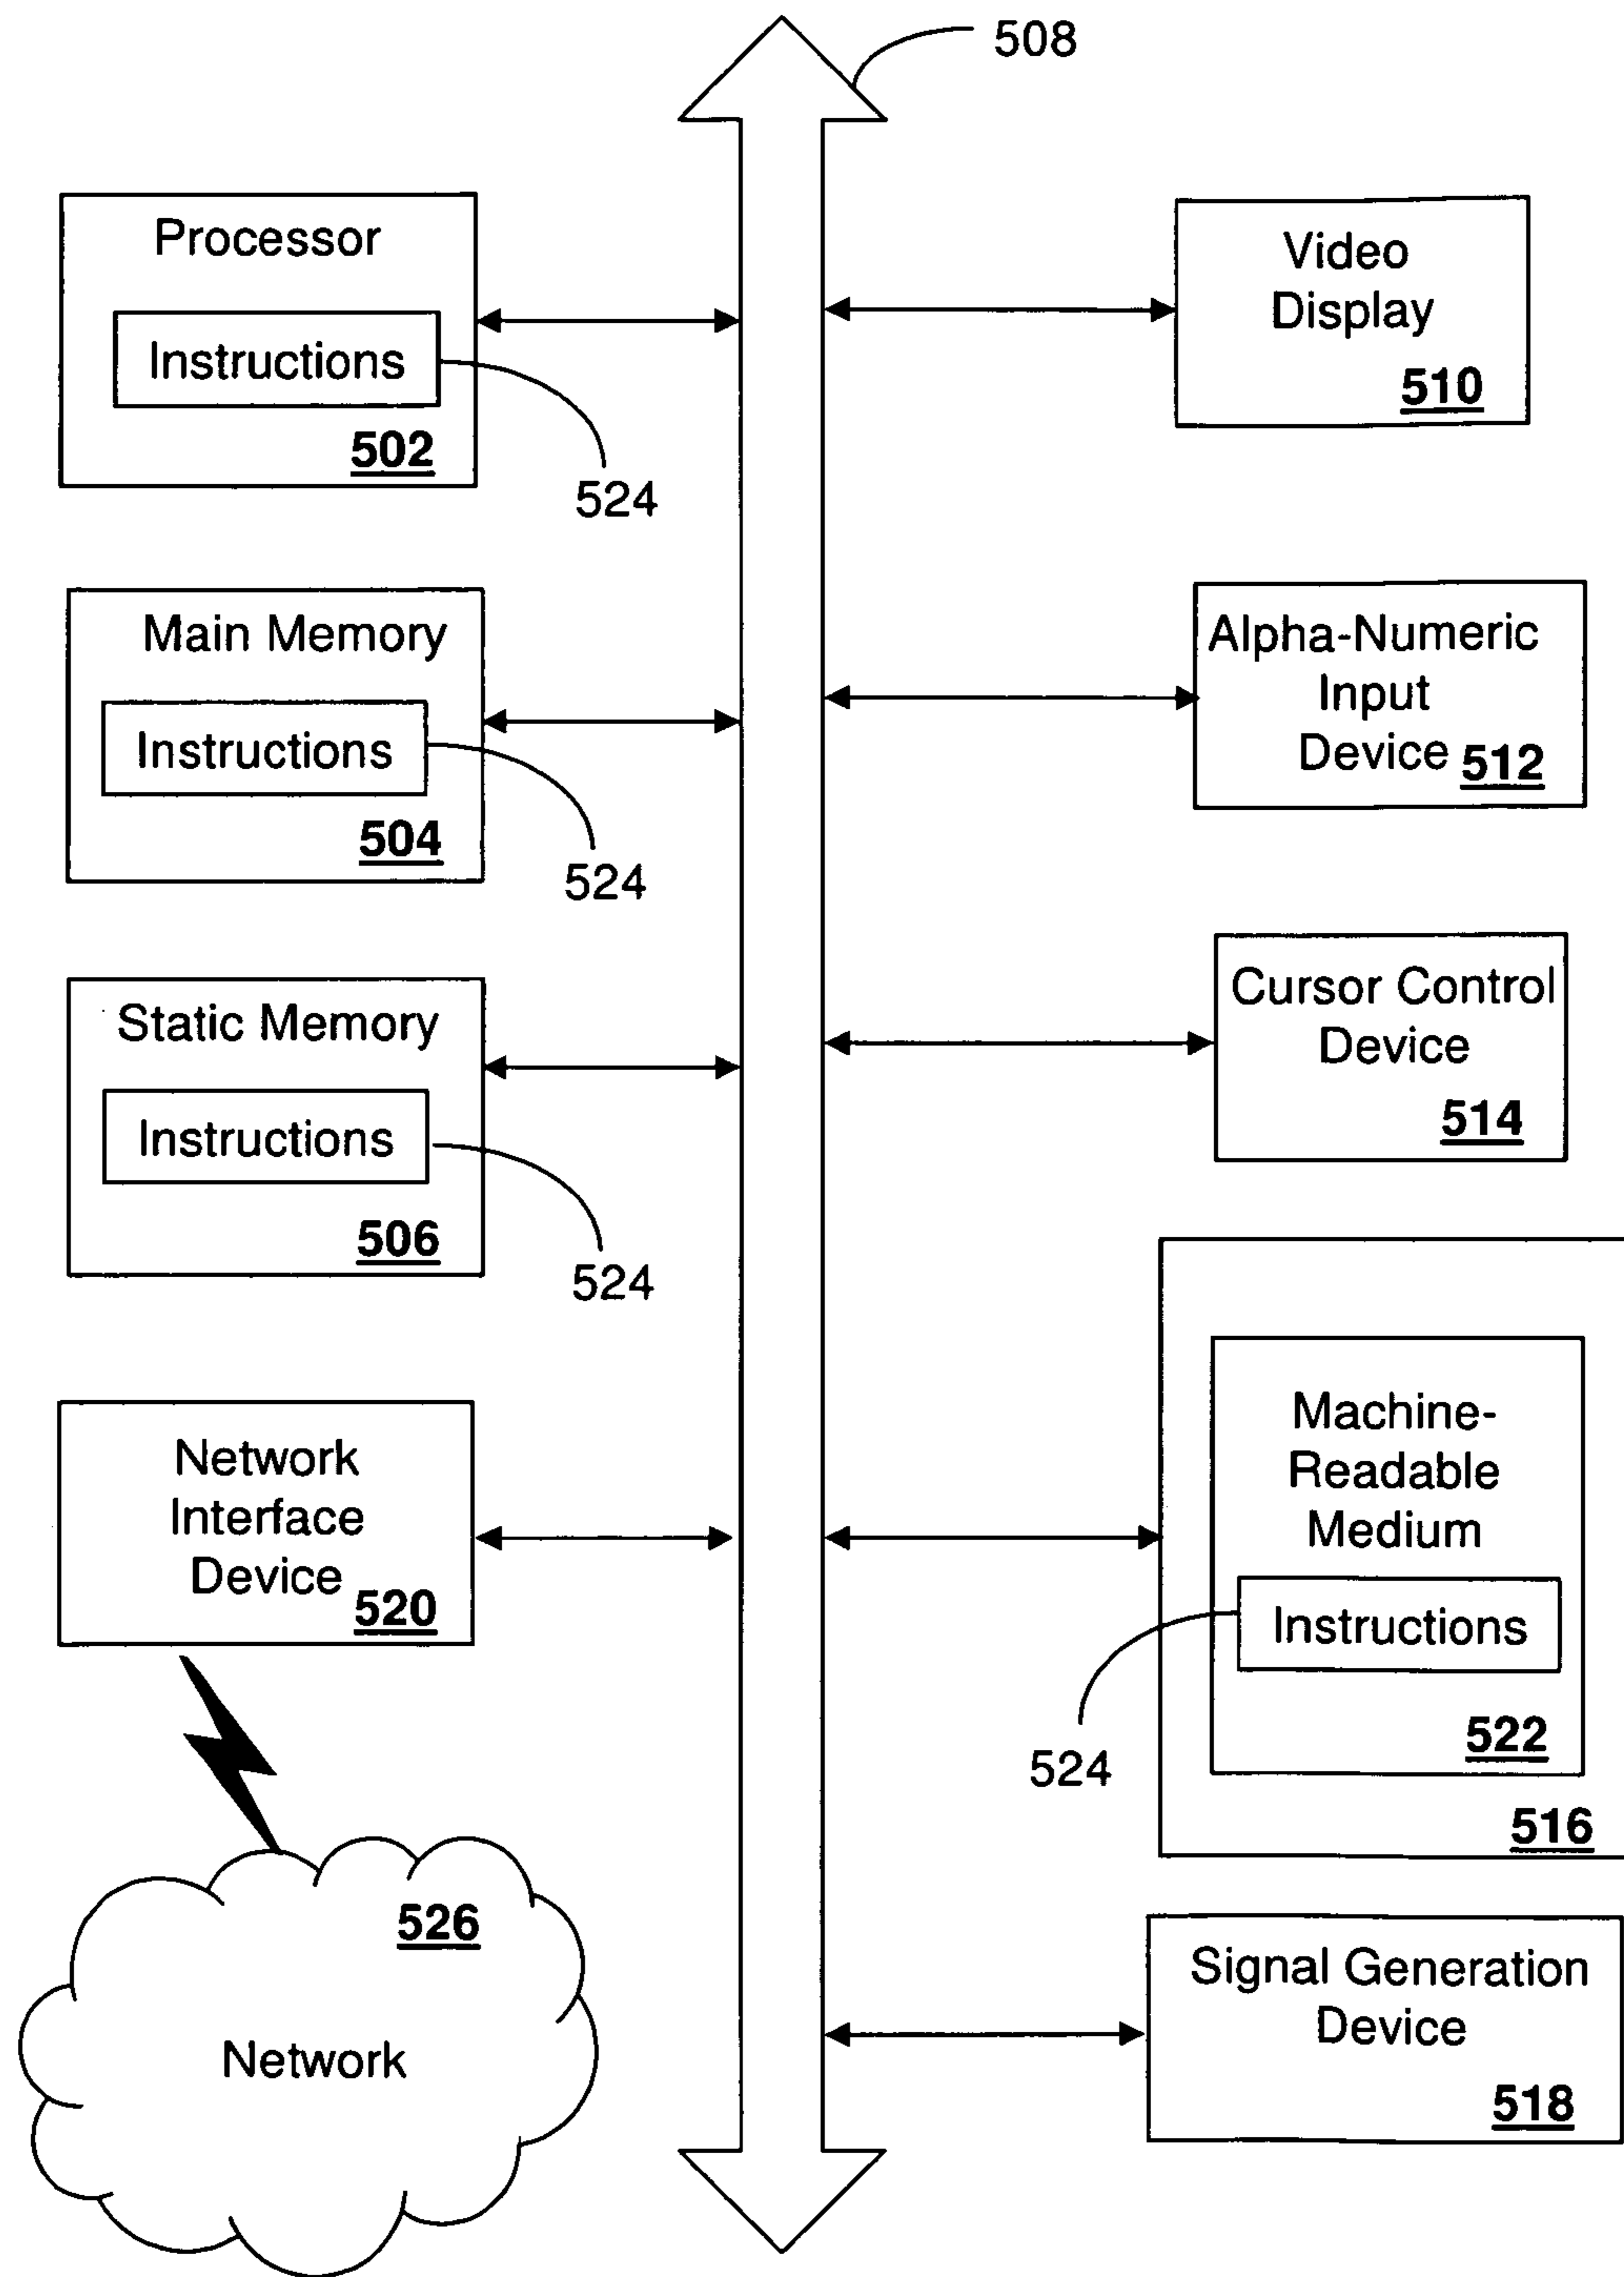 508
Processor
Instructions
502
524
Main Memory
Instructions
504
524
Static Memory
Instructions
506
524
Network
Interface
Device
520
526
Network
Video
Display
510
Alpha-Numeric
Input
Device
512
Cursor Control
Device
514
Machine-
Readable
Medium
Instructions
524
522
516
Signal Generation
Device
518